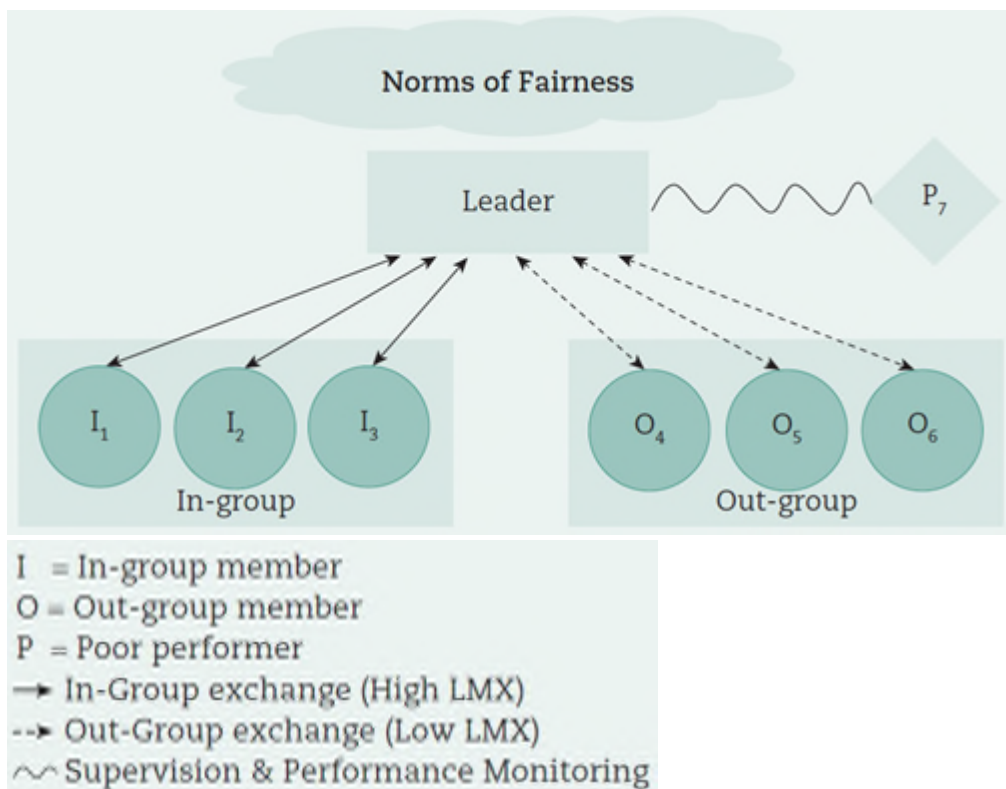 Norms of Fairness
Leader
P₇
I₁ I₂ I₃ O₄ O₅ O₆
In-group Out-group
I = In-group member
O = Out-group member
P = Poor performer
In-Group exchange (High LMX)
Out-Group exchange (Low LMX)
Supervision & Performance Monitoring